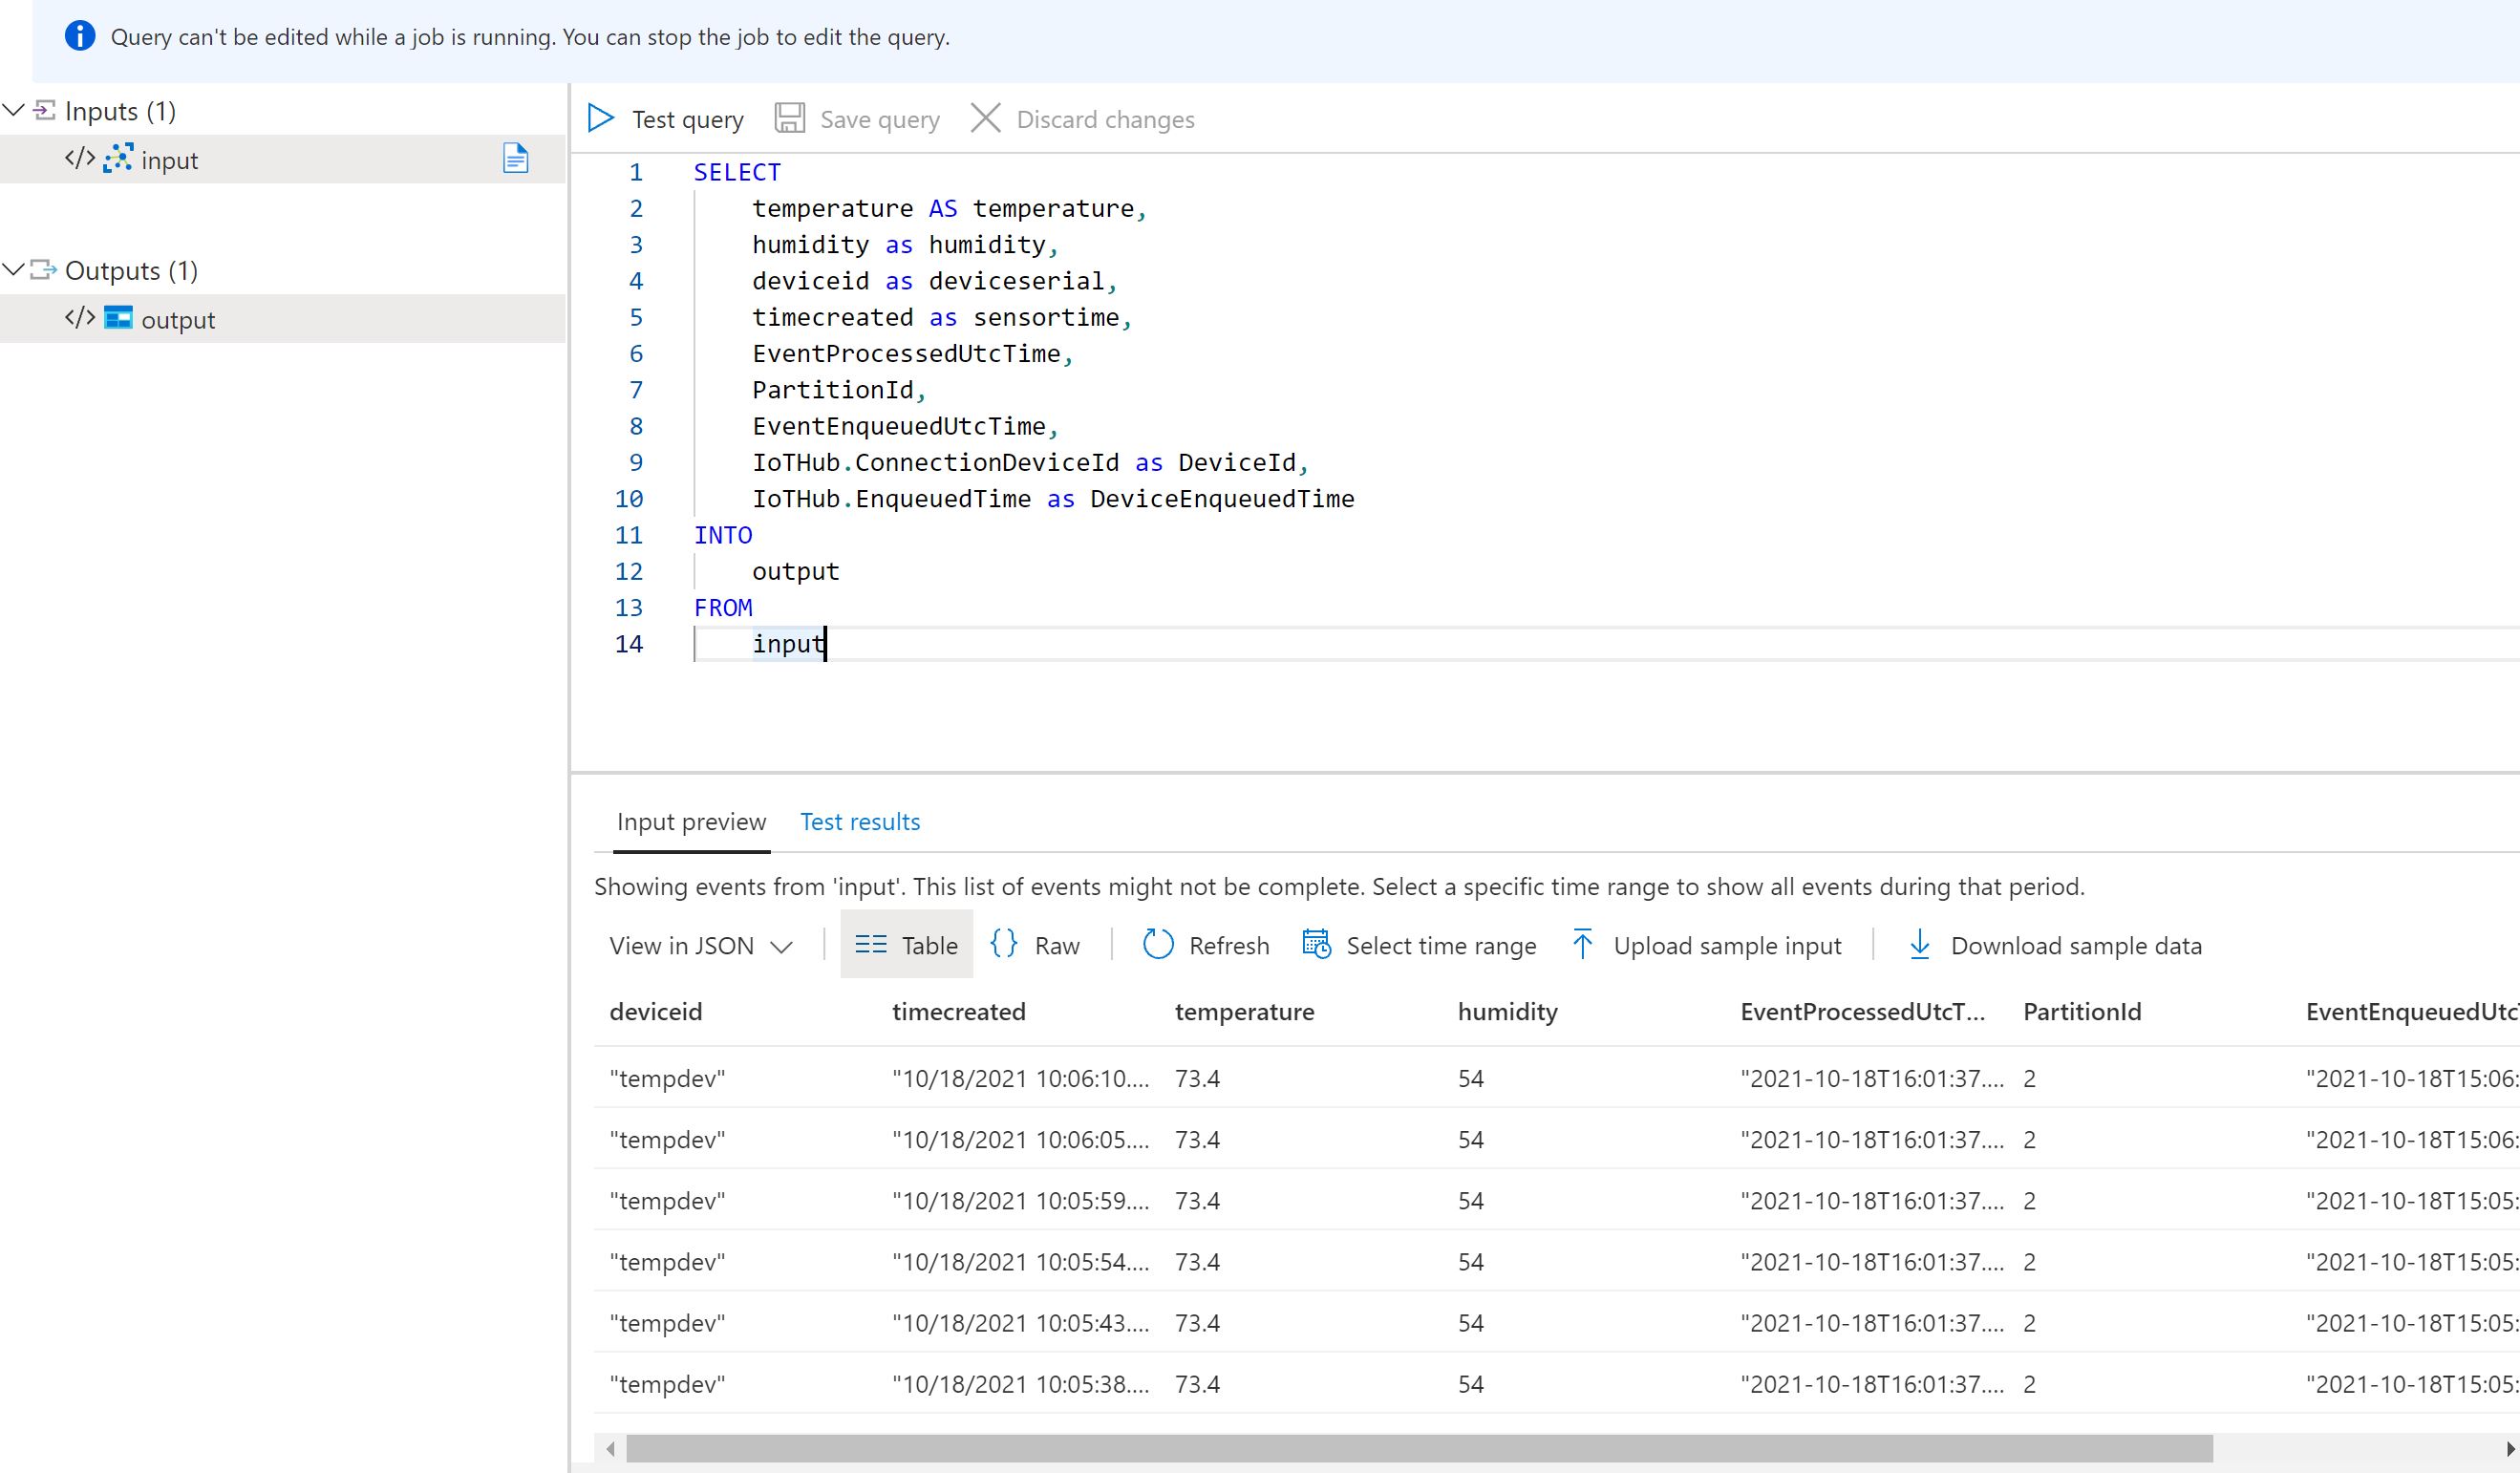 Query can't be edited while a job is running. You can stop the job to edit the query.
Inputs (1)
</> input
Outputs (1)
</> output
Test query Save query Discard changes
1 SELECT
2 temperature AS temperature,
3 humidity as humidity,
4 deviceid as deviceserial,
5 timecreated as sensortime,
6 EventProcessedUtcTime,
7 PartitionId,
8 EventEnqueuedUtcTime,
9 IoTHub.ConnectionDeviceId as DeviceId,
10 IoTHub.EnqueuedTime as DeviceEnqueuedTime
11 INTO
12 output
13 FROM
14 input
Input preview Test results
Showing events from 'input'. This list of events might not be complete. Select a specific time range to show all events during that period.
View in JSON Table {} Raw Refresh Select time range Upload sample input Download sample data
deviceid timecreated temperature humidity EventProcessedUtcT... PartitionId EventEnqueuedUtcT
"tempdev" "10/18/2021 10:06:10.... 73.4 54 "2021-10-18T16:01:37.... 2 "2021-10-18T15:06:
"tempdev" "10/18/2021 10:06:05.... 73.4 54 "2021-10-18T16:01:37.... 2 "2021-10-18T15:06:
"tempdev" "10/18/2021 10:05:59.... 73.4 54 "2021-10-18T16:01:37.... 2 "2021-10-18T15:05:
"tempdev" "10/18/2021 10:05:54.... 73.4 54 "2021-10-18T16:01:37.... 2 "2021-10-18T15:05:
"tempdev" "10/18/2021 10:05:43.... 73.4 54 "2021-10-18T16:01:37.... 2 "2021-10-18T15:05:
"tempdev" "10/18/2021 10:05:38.... 73.4 54 "2021-10-18T16:01:37.... 2 "2021-10-18T15:05: